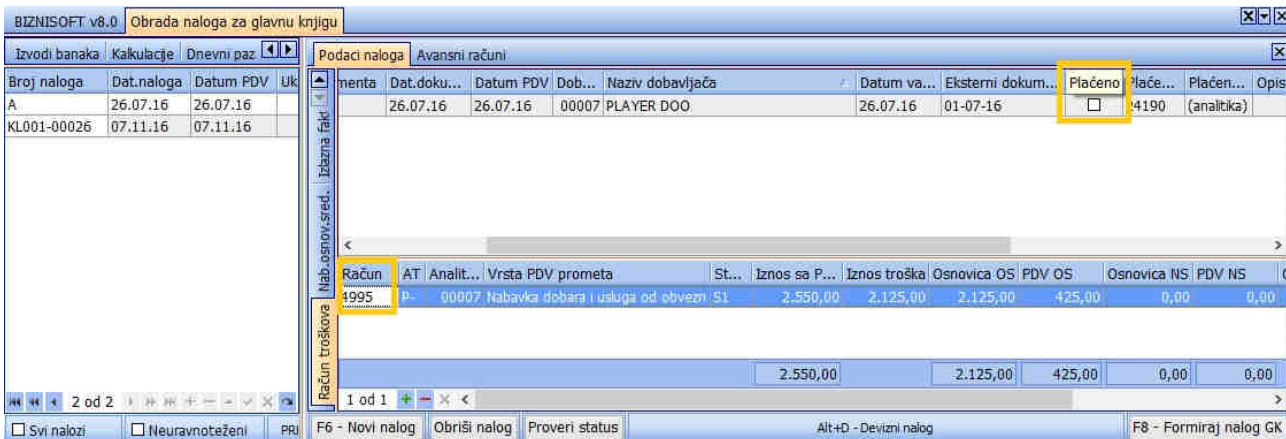 BIZNISOFT v8.0 Obrada naloga za glavnu knjigu
Izvodi banaka Kalkulacije Dnevni paz
Podaci naloga Avansni računi
Broj naloga Dat.naloga Datum PDV Uk
A 26.07.16 26.07.16
KL001-00026 07.11.16 07.11.16
menta Dat.doku... Datum PDV Dob... Naziv dobavljača Datum va... Eksterni dokum... Plaćeno Plaće... Plaćen... Opis
26.07.16 26.07.16 00007 PLAYER DOO 26.07.16 01-07-16 24190 (analitika)
Izlazna fakt
Nab.osnov.sred.
Račun troškova
Račun AT Analit... Vrsta PDV prometa St... Iznos sa P... Iznos troška Osnovica OS PDV OS Osnovica NS PDV NS
4995 P- 00007 Nabavka dobara i usluga od obvezn S1 2.550,00 2.125,00 2.125,00 425,00 0,00 0,00
2.550,00 2.125,00 425,00 0,00 0,00
2 od 2
1 od 1
Svi nalozi Neuravnoteženi PRI
F6 - Novi nalog Obriši nalog Proveri status Alt+D - Devizni nalog F8 - Formiraj nalog GK